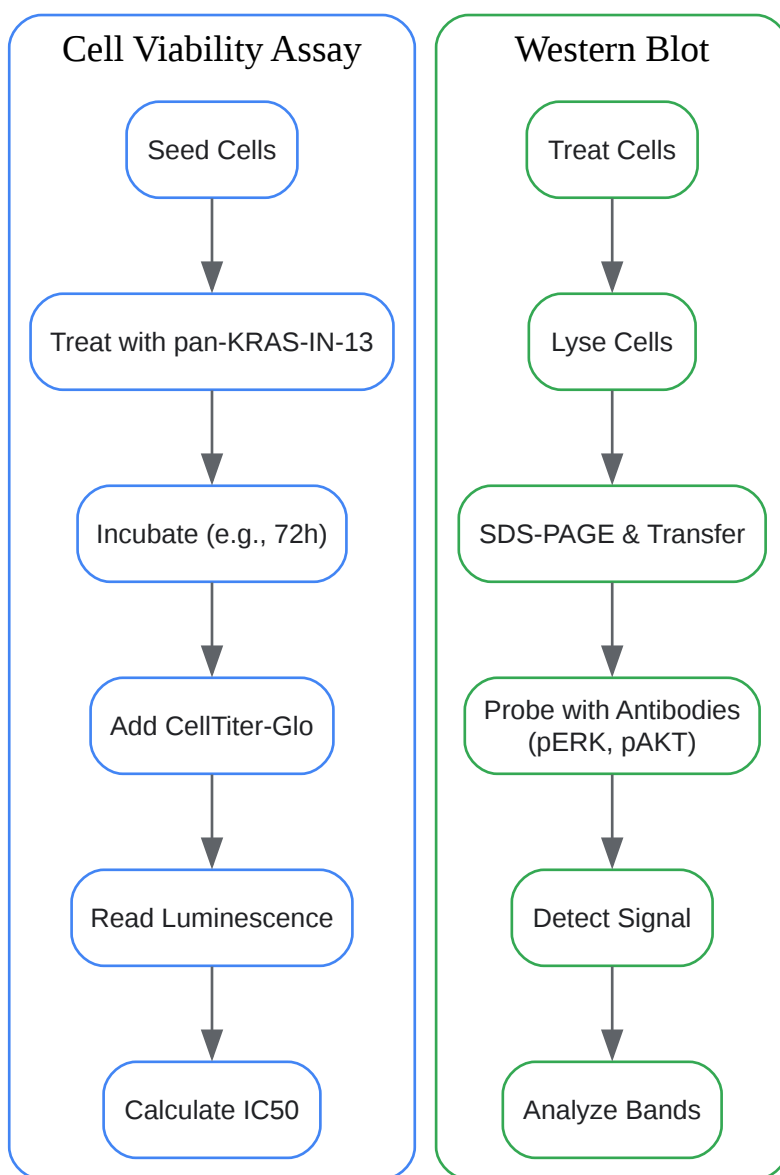 Cell Viability Assay
Seed Cells
Treat with pan-KRAS-IN-13
Incubate (e.g., 72h)
Add CellTiter-Glo
Read Luminescence
Calculate IC50
Western Blot
Treat Cells
Lyse Cells
SDS-PAGE & Transfer
Probe with Antibodies
(pERK, pAKT)
Detect Signal
Analyze Bands